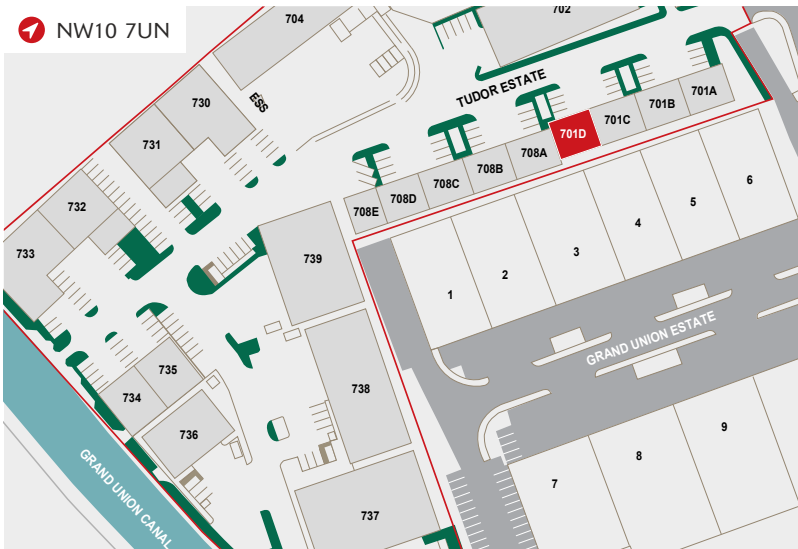 NW10 7UN
704
702
TUDOR ESTATE
ESS
730
731
732
733
701A
701B
701C
701D
708A
708B
708C
708D
708E
739
738
737
735
734
736
1
2
3
4
5
6
GRAND UNION ESTATE
7
8
9
GRAND UNION CANAL